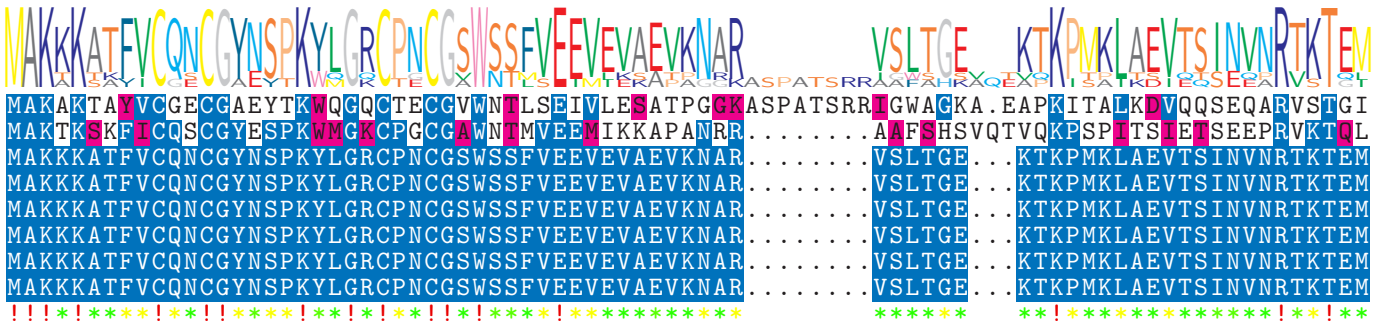 MAKKKATFVCQNCGYNSPKYLGRCPNCGSWSSFVEEVEVAEVKNAR VSLTGE KTKPMKLAEVTSINVNRTKTEM
MAKAKTAYVCGECGAEYTKWQGQCTECGVWNTLSEIVLESATPGGKASPATSRRIGWAGKA.EAPKITALKDVQQSEQARVSTGI
MAKTKSKFICQSCGYESPKWMGKCPGCGAWNTMVEEMIKKAPANRR........AAFSHSVQTVQKPSPITSIETSEEPRVKTQL
MAKKKATFVCQNCGYNSPKYLGRCPNCGSWSSFVEEVEVAEVKNAR........VSLTGE...KTKPMKLAEVTSINVNRTKTEM
MAKKKATFVCQNCGYNSPKYLGRCPNCGSWSSFVEEVEVAEVKNAR........VSLTGE...KTKPMKLAEVTSINVNRTKTEM
MAKKKATFVCQNCGYNSPKYLGRCPNCGSWSSFVEEVEVAEVKNAR........VSLTGE...KTKPMKLAEVTSINVNRTKTEM
MAKKKATFVCQNCGYNSPKYLGRCPNCGSWSSFVEEVEVAEVKNAR........VSLTGE...KTKPMKLAEVTSINVNRTKTEM
MAKKKATFVCQNCGYNSPKYLGRCPNCGSWSSFVEEVEVAEVKNAR........VSLTGE...KTKPMKLAEVTSINVNRTKTEM
MAKKKATFVCQNCGYNSPKYLGRCPNCGSWSSFVEEVEVAEVKNAR........VSLTGE...KTKPMKLAEVTSINVNRTKTEM
!!!*!****!**!!****!**!*!**!!*!****!*********** ****** **!*************!**!**